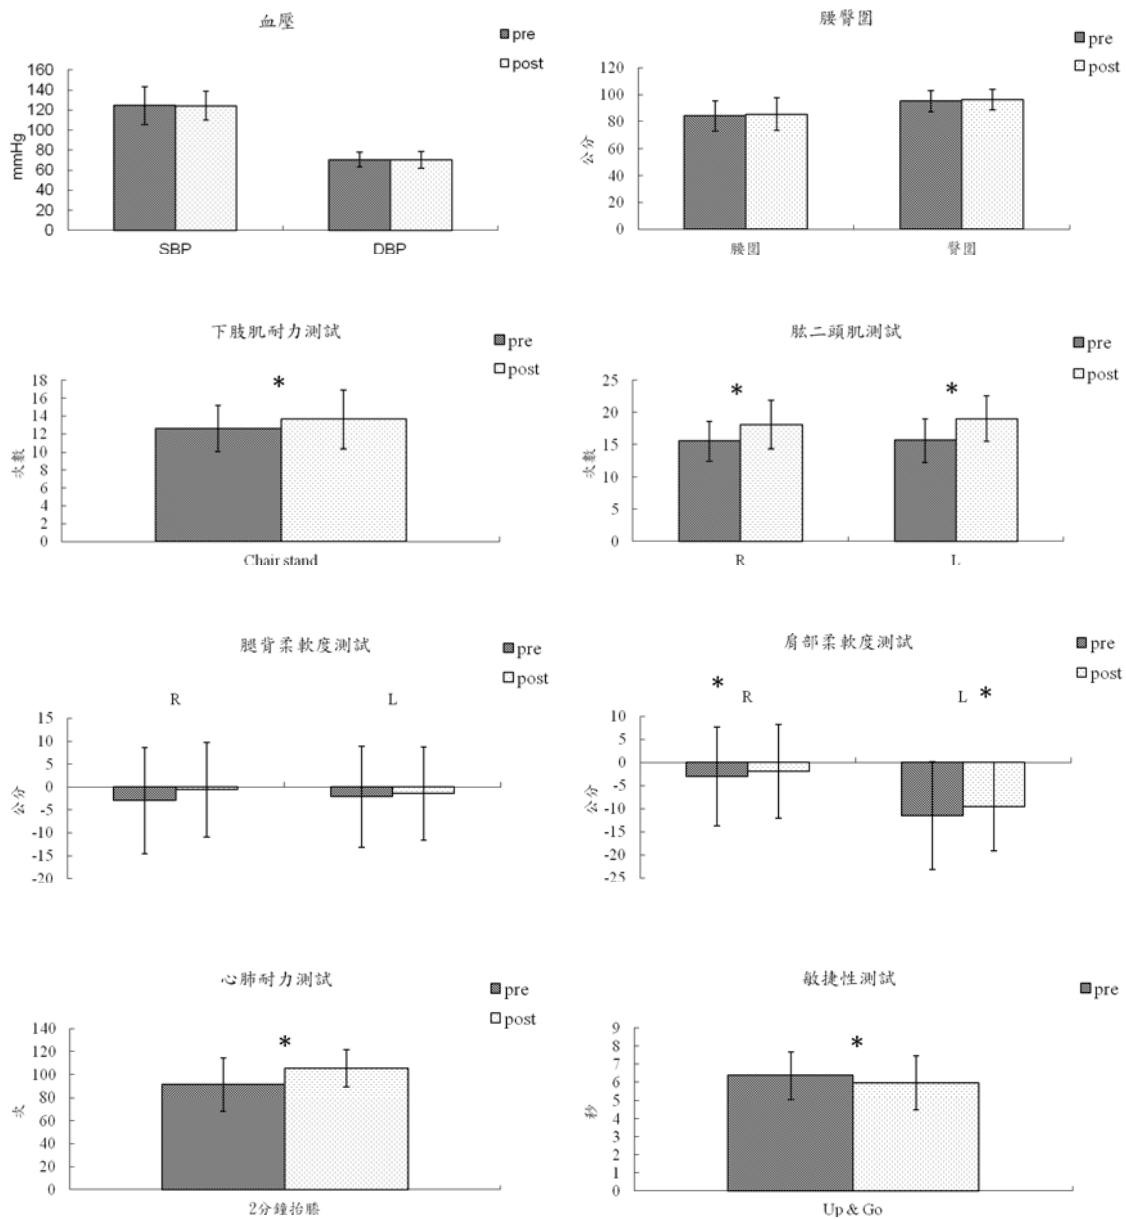 血壓
pre
post
160
140
120
100
80
60
40
20
0
mmHg
SBP
DBP
腰臀圍
pre
post
120
100
80
60
40
20
0
公分
腰圍
臀圍
下肢肌耐力測試
pre
post
*
18
16
14
12
10
8
6
4
2
0
次數
Chair stand
肱二頭肌測試
pre
post
* *
25
20
15
10
5
0
次數
R
L
腿背柔軟度測試
pre
post
R
L
15
10
5
0
-5
-10
-15
-20
公分
肩部柔軟度測試
pre
post
*
R
L *
10
5
0
-5
-10
-15
-20
-25
公分
心肺耐力測試
pre
post
*
140
120
100
80
60
40
20
0
次
2分鐘抬膝
敏捷性測試
pre
*
9
8
7
6
5
4
3
2
1
0
秒
Up & Go